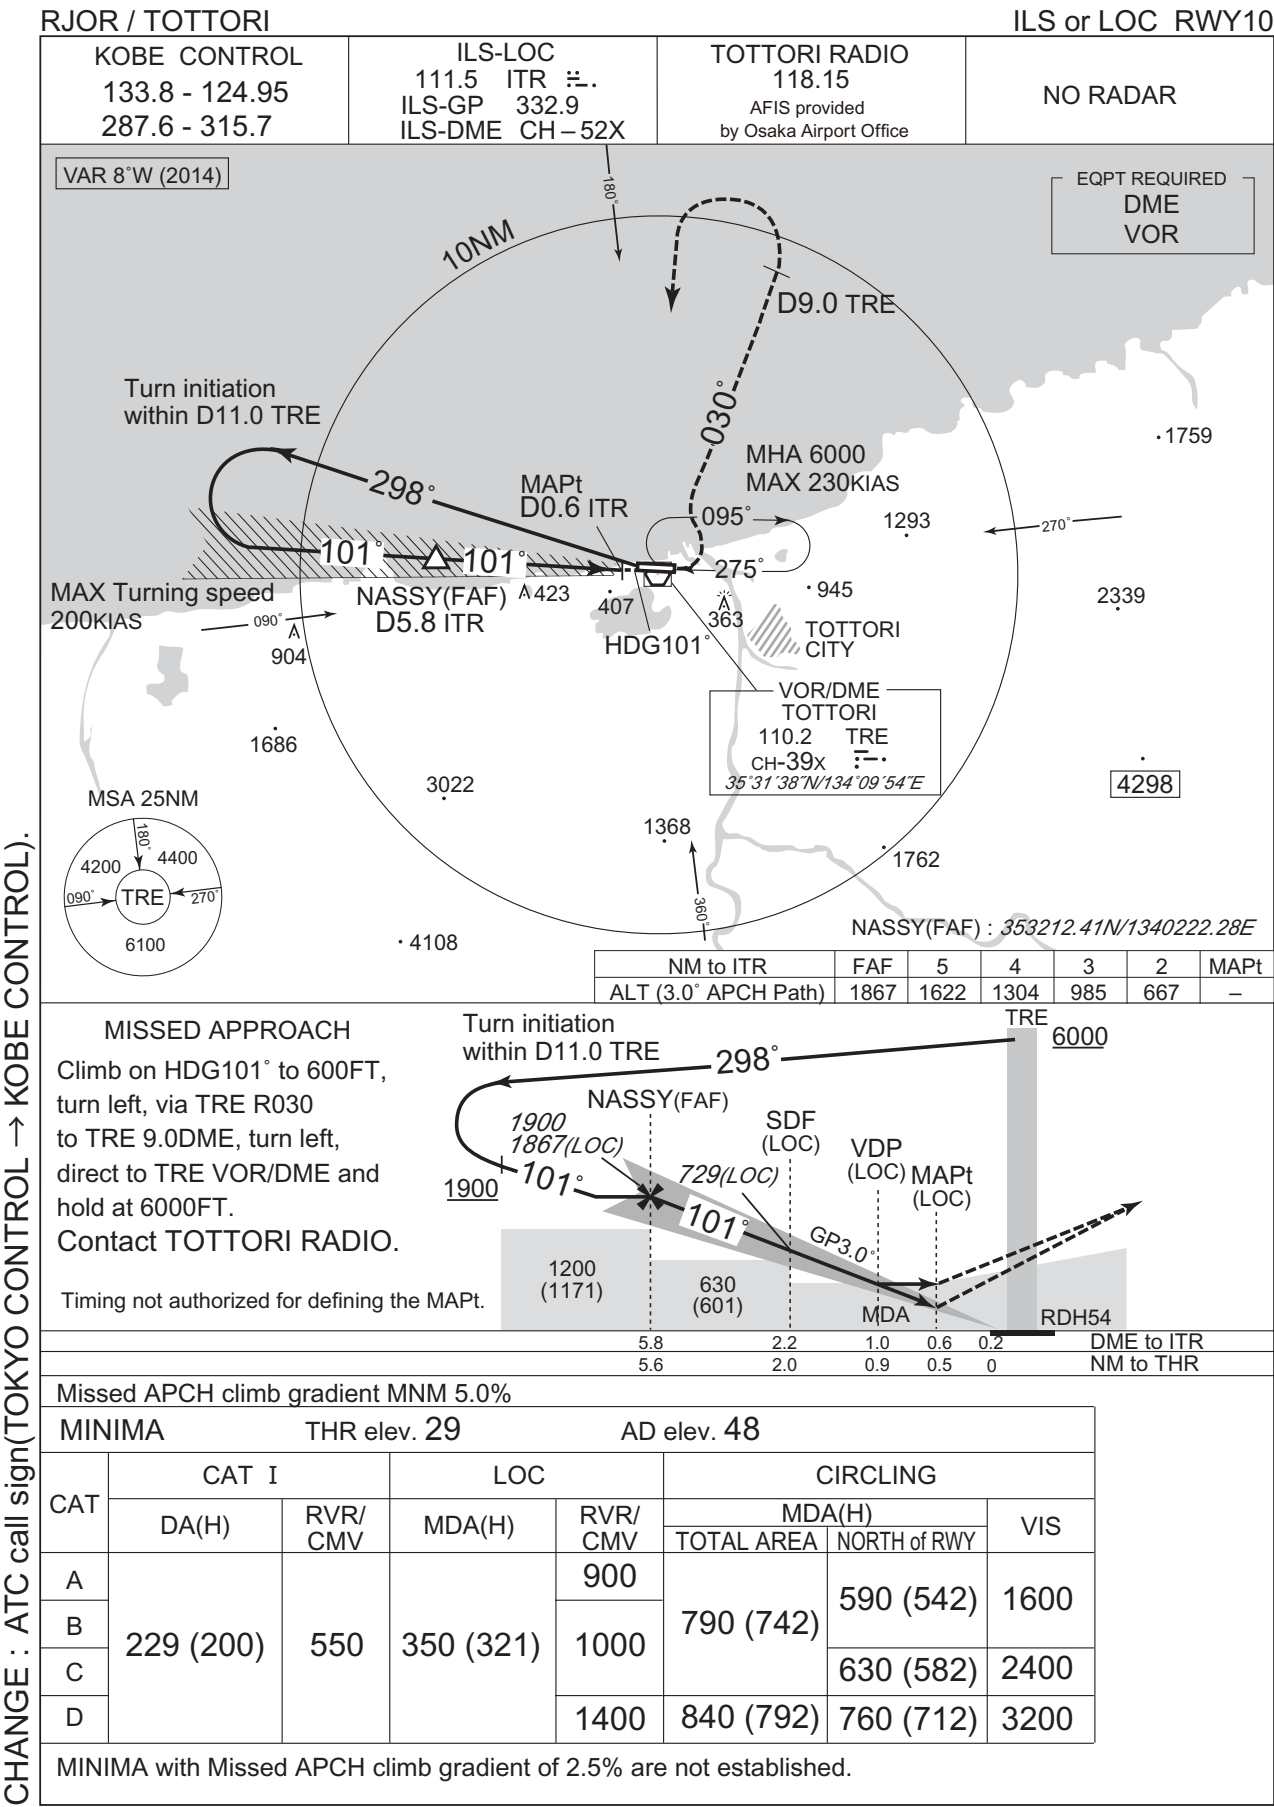 RJOR / TOTTORI
ILS or LOC RWY10
KOBE CONTROL
133.8 - 124.95
287.6 - 315.7
ILS-LOC
111.5 ITR
ILS-GP 332.9
ILS-DME CH – 52X
TOTTORI RADIO
118.15
AFIS provided
by Osaka Airport Office
NO RADAR
VAR 8˚W (2014)
180˚
EQPT REQUIRED
DME
VOR
10NM
D9.0 TRE
Turn initiation
within D11.0 TRE
030˚
1759
MHA 6000
MAX 230KIAS
298˚
MAPt
D0.6 ITR
095˚
1293
270˚
101˚
101˚
275˚
MAX Turning speed
200KIAS
NASSY(FAF)
D5.8 ITR
423
407
945
2339
090˚
363
904
HDG101˚
TOTTORI
CITY
VOR/DME
TOTTORI
110.2 TRE
CH-39X
35˚31´38˝N/134˚09´54˝E
1686
3022
4298
MSA 25NM
180˚
4200
4400
090˚
TRE
270˚
6100
1368
1762
360˚
4108
NASSY(FAF) : 353212.41N/1340222.28E
NM to ITR FAF 5 4 3 2 MAPt
ALT (3.0˚ APCH Path) 1867 1622 1304 985 667 –
MISSED APPROACH
Climb on HDG101˚ to 600FT,
turn left, via TRE R030
to TRE 9.0DME, turn left,
direct to TRE VOR/DME and
hold at 6000FT.
Contact TOTTORI RADIO.
Timing not authorized for defining the MAPt.
Turn initiation
within D11.0 TRE
TRE
6000
298˚
NASSY(FAF)
1900
1867(LOC)
SDF
(LOC)
VDP
(LOC)
MAPt
(LOC)
729(LOC)
1900
101˚
101˚
GP3.0˚
1200
(1171)
630
(601)
MDA
RDH54
5.8 2.2 1.0 0.6 0.2 DME to ITR
5.6 2.0 0.9 0.5 0 NM to THR
Missed APCH climb gradient MNM 5.0%
MINIMA THR elev. 29 AD elev. 48
CAT
CAT I
LOC
CIRCLING
DA(H)
RVR/
CMV
MDA(H)
RVR/
CMV
MDA(H)
TOTAL AREA
NORTH of RWY
VIS
A
B
C
D
229 (200)
550
350 (321)
900
1000
1400
790 (742)
840 (792)
590 (542)
630 (582)
760 (712)
1600
2400
3200
MINIMA with Missed APCH climb gradient of 2.5% are not established.
CHANGE : ATC call sign(TOKYO CONTROL → KOBE CONTROL).